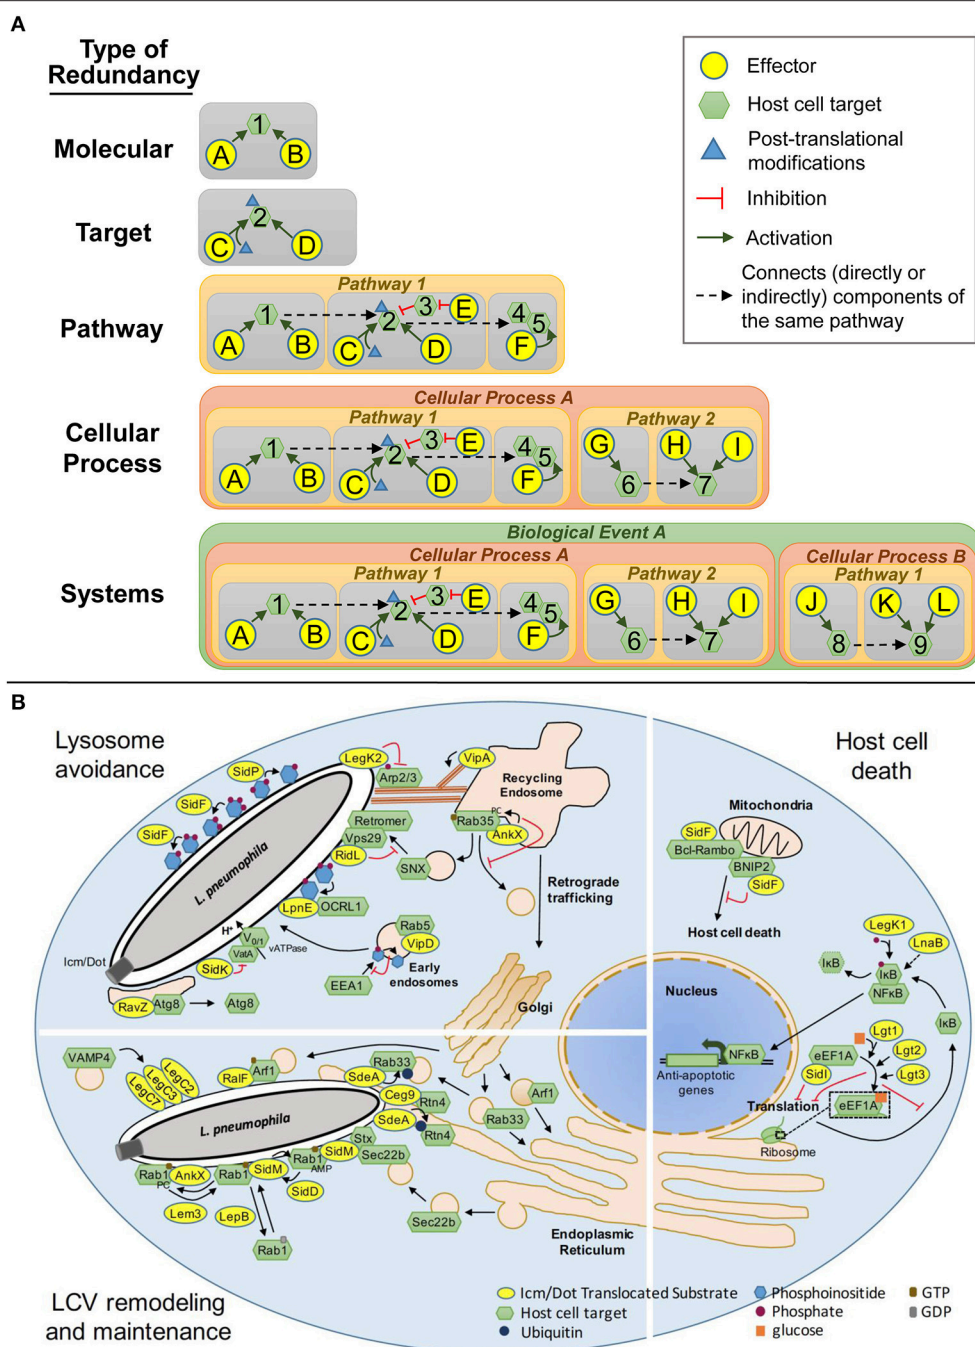 A
Type of
Redundancy
Effector
Host cell target
Post-translational
modifications
Inhibition
Activation
Connects (directly or
indirectly) components of
the same pathway
Molecular
1
A
B
Target
2
C
D
Pathway
Pathway 1
1
A
B
2
3
E
C
D
4
5
F
Cellular
Process
Cellular Process A
Pathway 1
Pathway 2
1
A
B
2
3
E
C
D
4
5
F
G
H
I
6
7
Systems
Biological Event A
Cellular Process A
Cellular Process B
Pathway 1
Pathway 2
Pathway 1
1
A
B
2
3
E
C
D
4
5
F
G
H
I
6
7
J
K
L
8
9
B
Lysosome
avoidance
SidP
SidF
SidF
LegK2
Arp2/3
VipA
Recycling
Endosome
Rab35
PC
AnkX
Retromer
Vps29
RidL
SNX
Retrograde
trafficking
L. pneumophila
LpnE
OCRL1
H+
V0/1
VatA
vATPase
SidK
Icm/Dot
RavZ
Atg8
Atg8
Rab5
VipD
EEA1
Early
endosomes
Golgi
Host cell
death
Mitochondria
SidF
Bcl-Rambo
BNIP2
SidF
Host cell death
LegK1
LnaB
IκB
IκB
NFκB
IκB
Nucleus
NFκB
Anti-apoptotic
genes
Lgt1
eEF1A
Lgt2
SidI
Lgt3
Translation
eEF1A
Ribosome
VAMP4
LegC2
LegC3
LegC7
RalF
Arf1
SideA
Rab33
Ceg9
Rtn4
SdeA
Rtn4
L. pneumophila
Stx
Sec22b
SidM
Rab1
AMP
SidD
Rab1
PC
AnkX
Rab1
SidM
Lem3
LepB
Rab1
Arf1
Rab33
Sec22b
Endoplasmic
Reticulum
LCV remodeling
and maintenance
Icm/Dot Translocated Substrate
Host cell target
Ubiquitin
Phosphoinositide
Phosphate
glucose
GTP
GDP